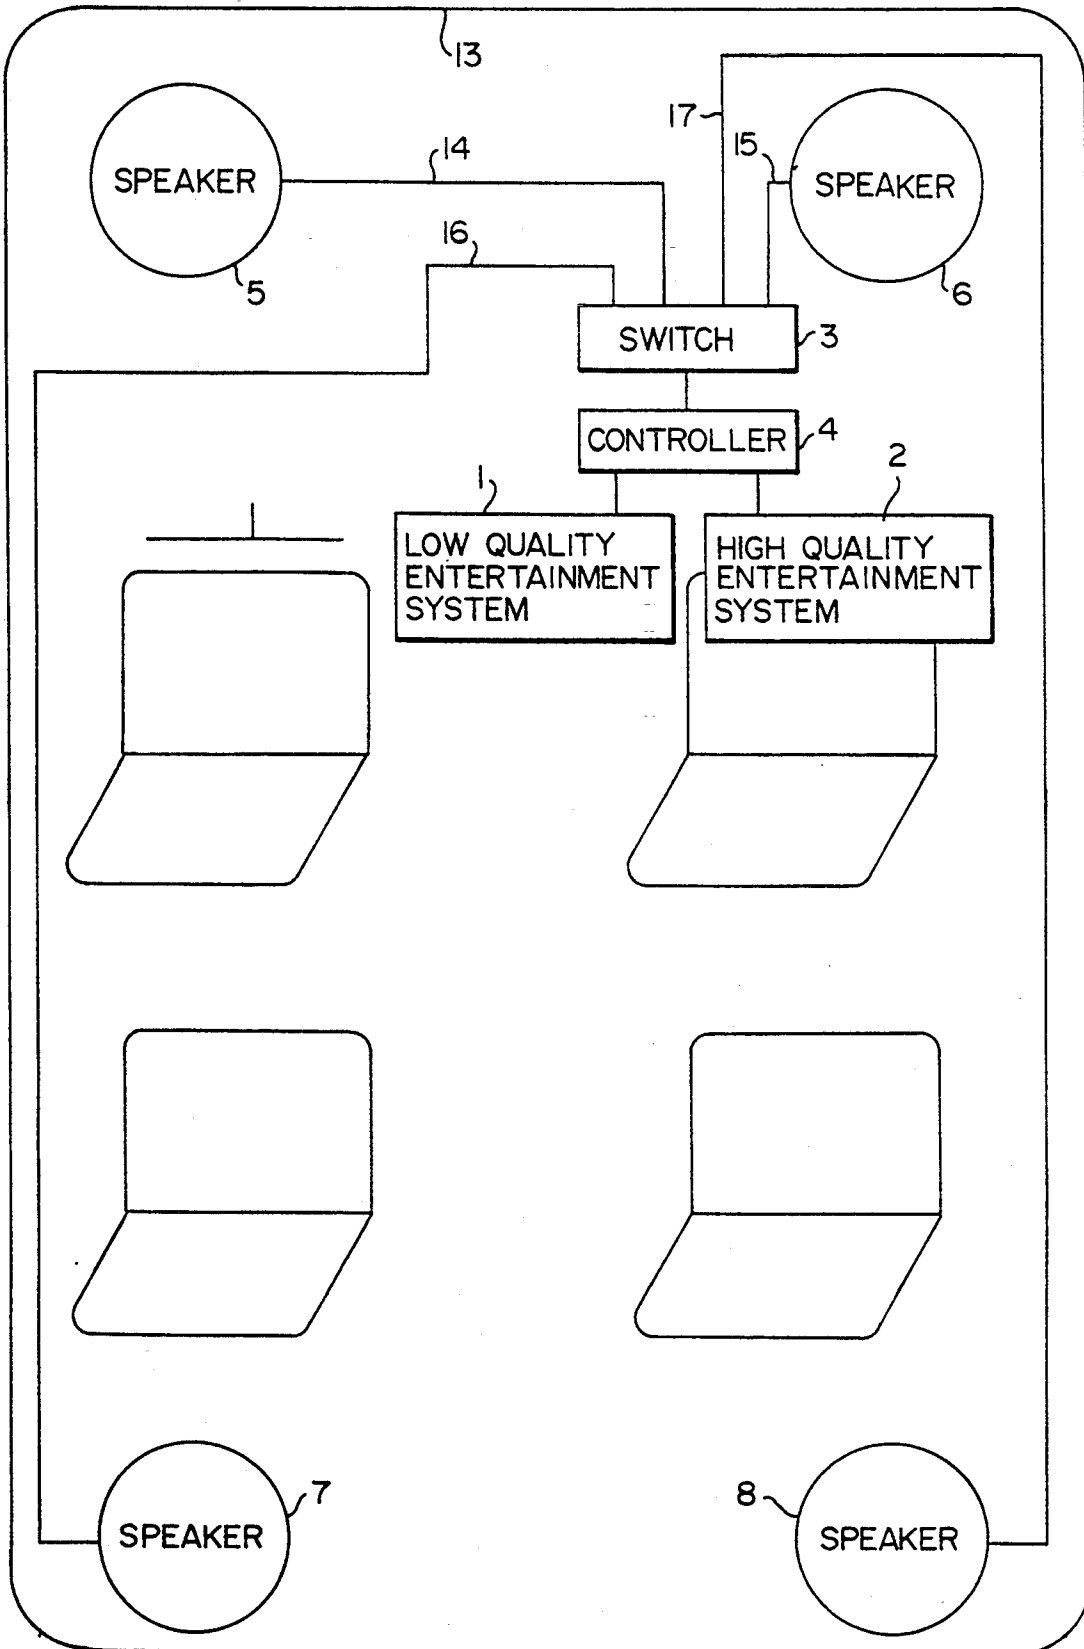 13
17
14
15
SPEAKER
SPEAKER
16
5
6
SWITCH
3
CONTROLLER
4
1
2
LOW QUALITY
ENTERTAINMENT
SYSTEM
HIGH QUALITY
ENTERTAINMENT
SYSTEM
7
8
SPEAKER
SPEAKER